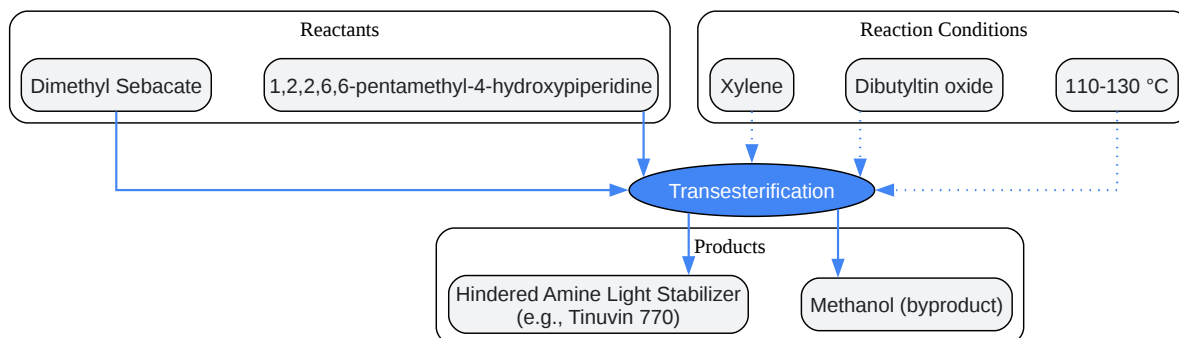 Reactants
Reaction Conditions
Dimethyl Sebacate
1,2,2,6,6-pentamethyl-4-hydroxypiperidine
Xylene
Dibutyltin oxide
110-130 °C
Transesterification
Products
Hindered Amine Light Stabilizer
(e.g., Tinuvin 770)
Methanol (byproduct)